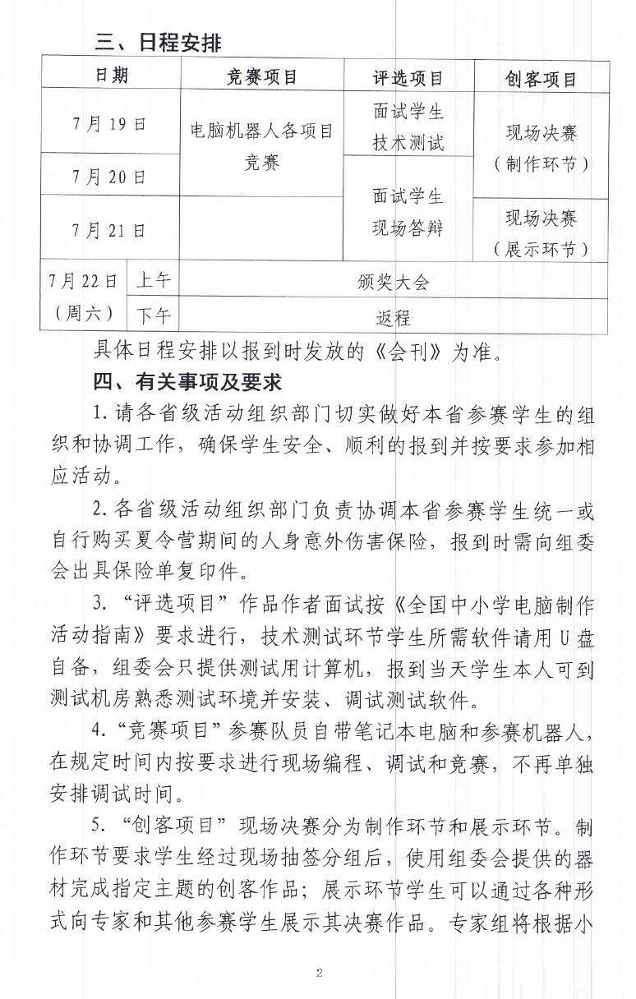 三、日程安排
日期 竞赛项目 评选项目 创客项目
7月19日 电脑机器人各项目 竞赛 面试学生 技术测试 现场决赛 （制作环节）
7月20日
面试学生 现场答辩
7月21日 现场决赛 （展示环节）
7月22日 （周六） 上午 颁奖大会
下午 返程
具体日程安排以报到时发放的《会刊》为准。
四、有关事项及要求
1. 请各省级活动组织部门切实做好本省参赛学生的组
织和协调工作，确保学生安全、顺利的报到并按要求参加相
应活动。
2. 各省级活动组织部门负责协调本省参赛学生统一或
自行购买夏令营期间的人身意外伤害保险，报到时需向组委
会出具保险单复印件。
3. “评选项目”作品作者面试按《全国中小学电脑制作
活动指南》要求进行，技术测试环节学生所需软件请用 U 盘
自备，组委会只提供测试用计算机，报到当天学生本人可到
测试机房熟悉测试环境并安装、调试测试软件。
4. “竞赛项目”参赛队员自带笔记本电脑和参赛机器人，
在规定时间内按要求进行现场编程、调试和竞赛，不再单独
安排调试时间。
5. “创客项目”现场决赛分为制作环节和展示环节。制
作环节要求学生经过现场抽签分组后，使用组委会提供的器
材完成指定主题的创客作品；展示环节学生可以通过各种形
式向专家和其他参赛学生展示其决赛作品。专家组将根据小
2